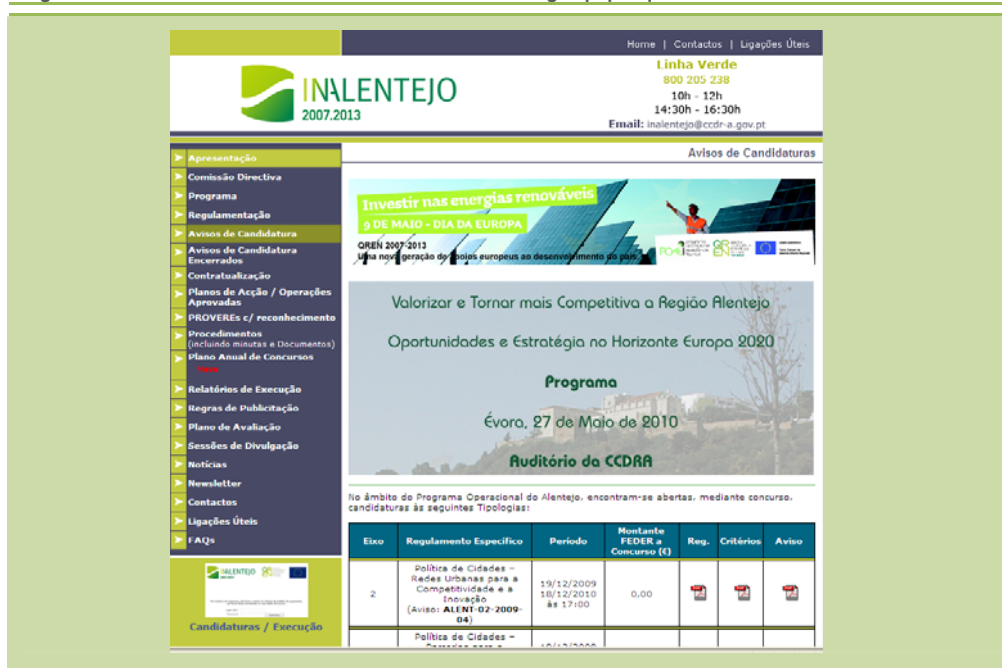 Home | Contactos | Ligações Úteis
INALENTEJO
2007.2013
Linha Verde
800 205 238
10h - 12h
14:30h - 16:30h
Email: inalentejo@ccdr-a.gov.pt
Avisos de Candidaturas
Apresentação
Comissão Directiva
Programa
Regulamentação
Avisos de Candidatura
Avisos de Candidatura
Encerrados
Contratualização
Planos de Acção / Operações
Aprovadas
PROVEREs c/ reconhecimento
Procedimentos
(incluindo minutas e Documentos)
Plano Anual de Concursos
Relatórios de Execução
Regras de Publicitação
Plano de Avaliação
Sessões de Divulgação
Notícias
Newsletter
Contactos
Ligações Úteis
FAQs
INALENTEJO
Candidaturas / Execução
Investir nas energias renováveis
9 DE MAIO - DIA DA EUROPA
QREN 2007-2013
Uma nova geração de apoios europeus ao desenvolvimento do país
Valorizar e Tornar mais Competitiva a Região Alentejo
Oportunidades e Estratégia no Horizonte Europa 2020
Programa
Évora, 27 de Maio de 2010
Auditório da CCDRA
No âmbito do Programa Operacional do Alentejo, encontram-se abertas, mediante concurso,
candidaturas às seguintes Tipologias:
Eixo Regulamento Específico Período Montante FEDER a Concurso (€) Reg. Critérios Aviso
2
Política de Cidades –
Redes Urbanas para a
Competitividade e a
Inovação
(Aviso: ALENT-02-2009-
04)
19/12/2009
18/12/2010
às 17:00
0,00
Política de Cidades –